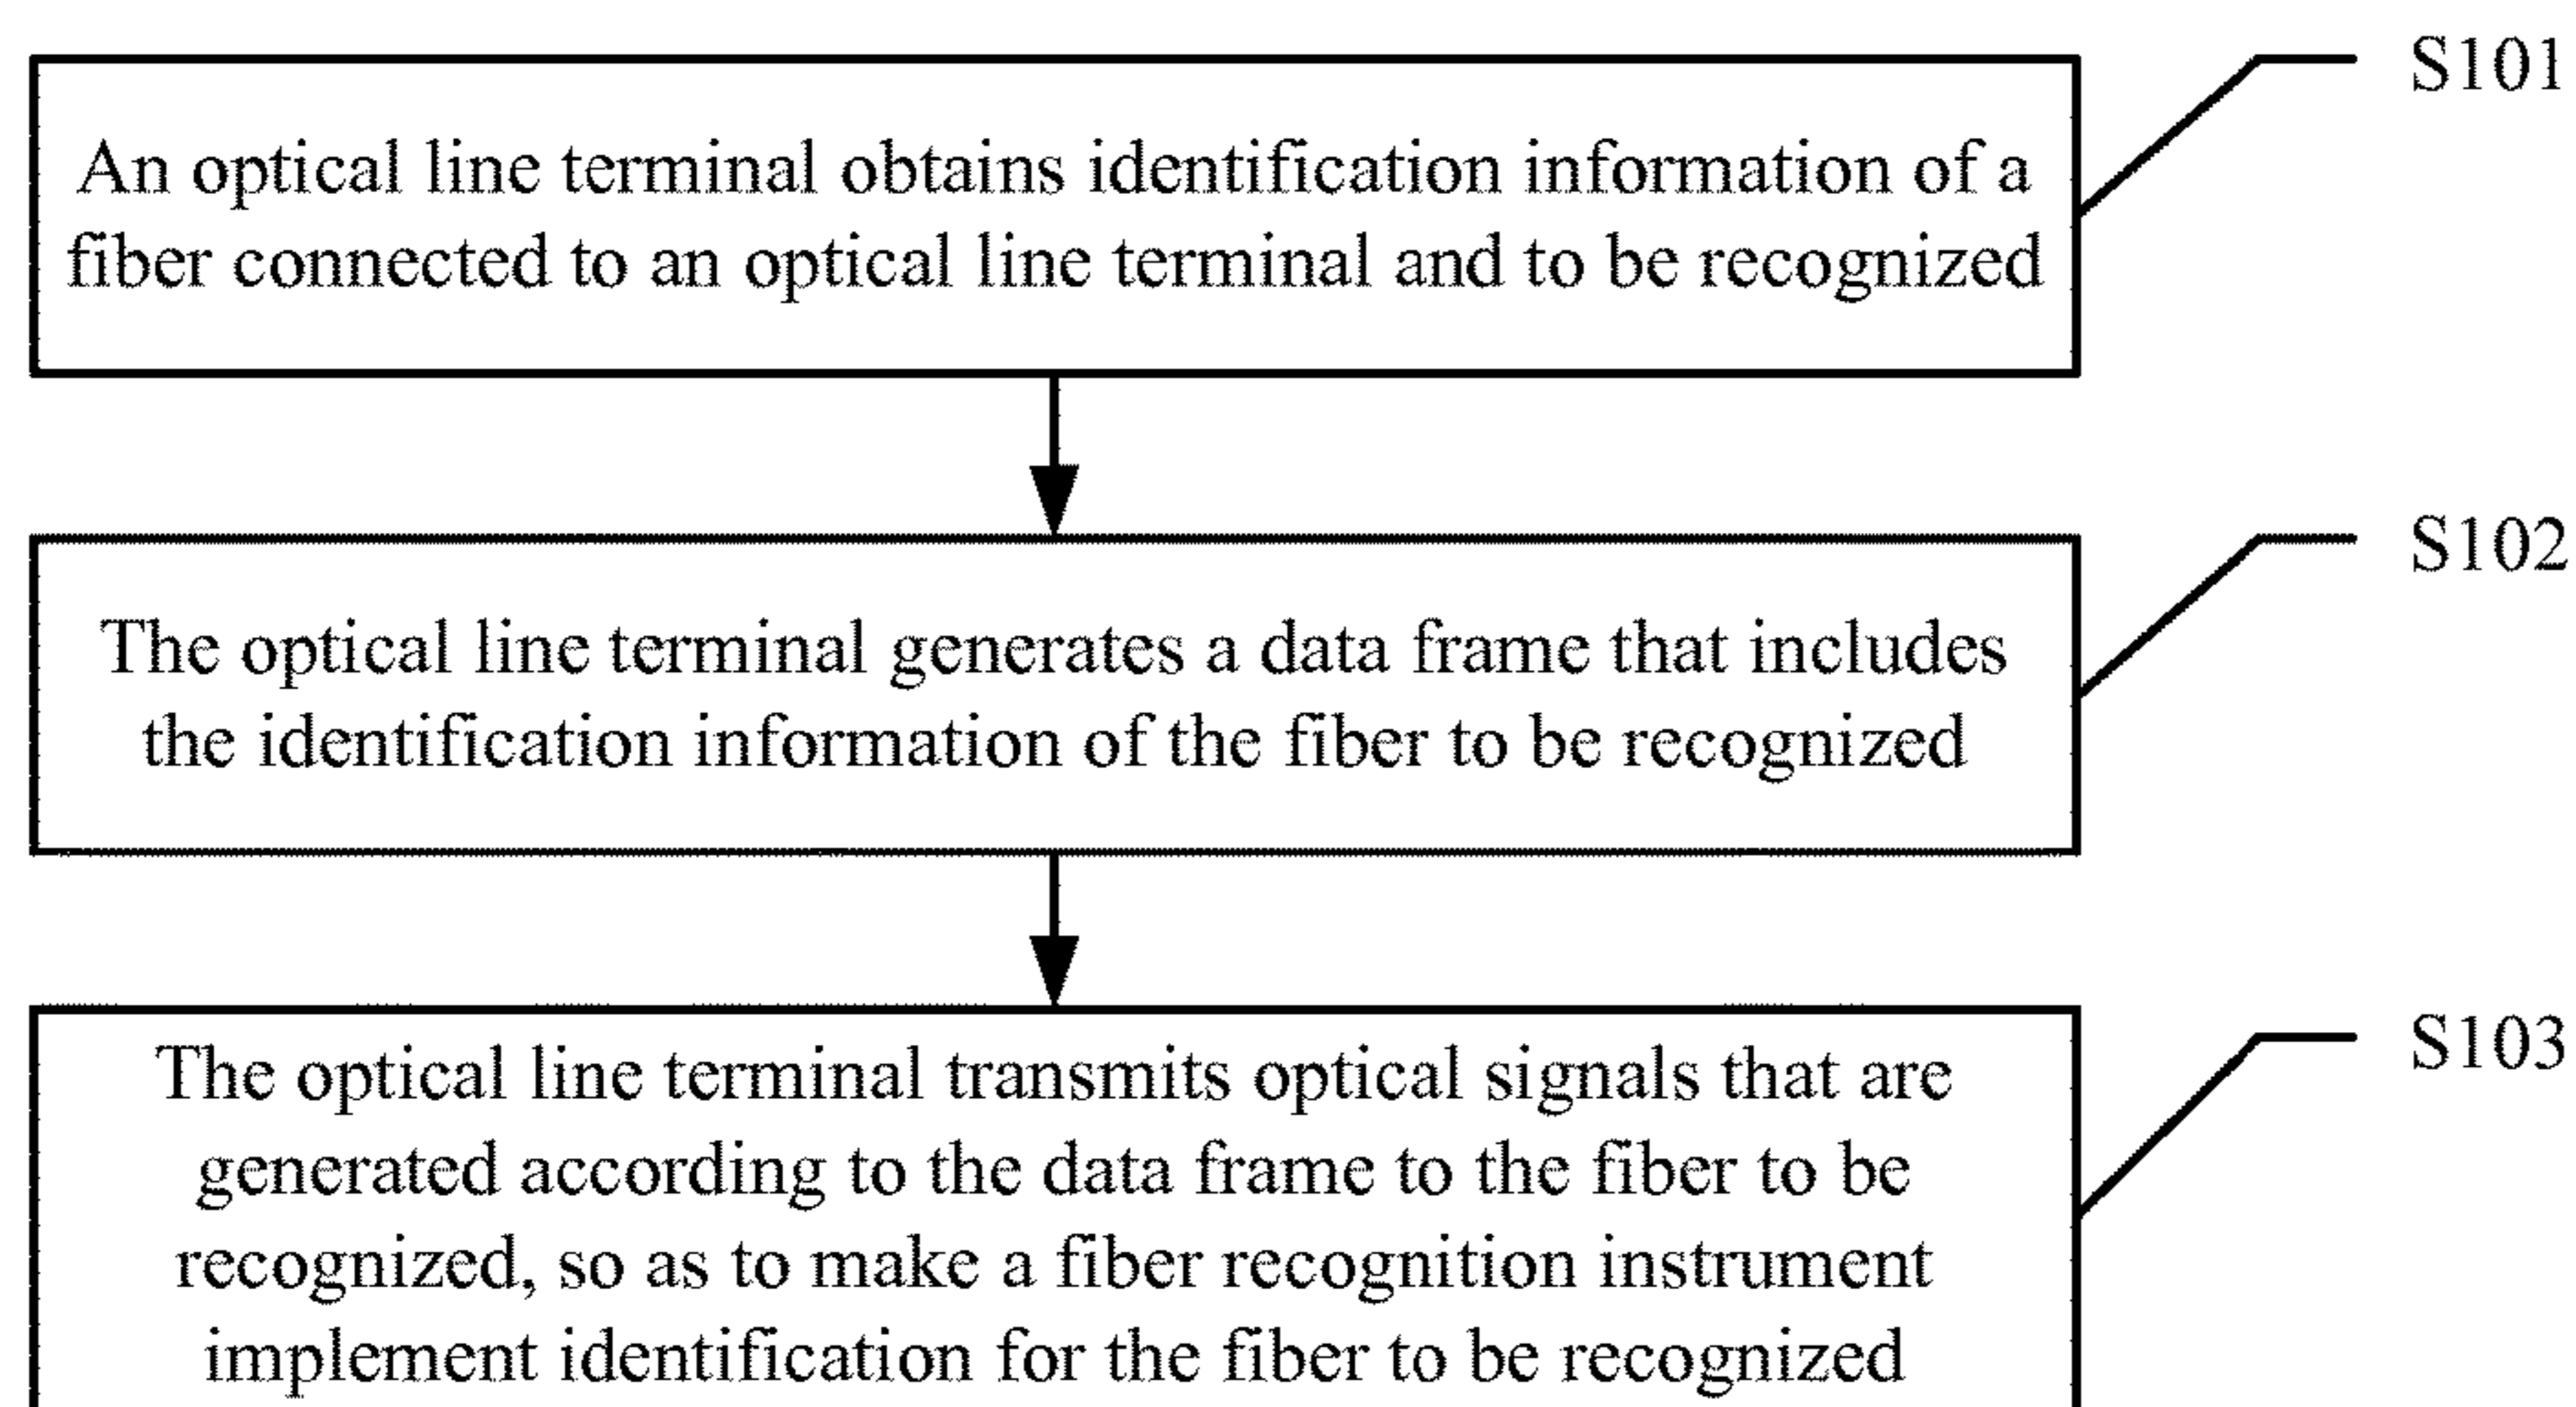 S101
An optical line terminal obtains identification information of a
fiber connected to an optical line terminal and to be recognized
S102
The optical line terminal generates a data frame that includes
the identification information of the fiber to be recognized
S103
The optical line terminal transmits optical signals that are
generated according to the data frame to the fiber to be
recognized, so as to make a fiber recognition instrument
implement identification for the fiber to be recognized